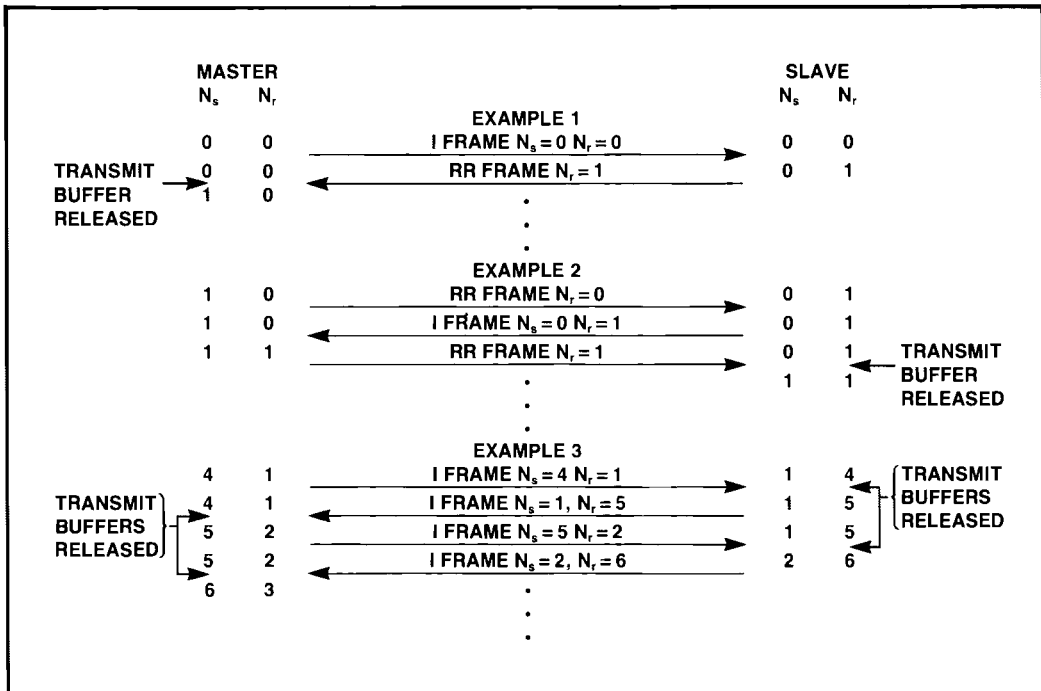 MASTER SLAVE
Ns Nr Ns Nr
EXAMPLE 1
0 0 I FRAME Ns = 0 Nr = 0 0 0
TRANSMIT 0 0 RR FRAME Nr = 1 0 1
BUFFER 1 0
RELEASED
EXAMPLE 2
1 0 RR FRAME Nr = 0 0 1
1 0 I FRAME Ns = 0 Nr = 1 0 1
1 1 RR FRAME Nr = 1 0 1 TRANSMIT
1 1 BUFFER
RELEASED
EXAMPLE 3
4 1 I FRAME Ns = 4 Nr = 1 1 4 TRANSMIT
TRANSMIT 4 1 I FRAME Ns = 1, Nr = 5 1 5 BUFFERS
BUFFERS 5 2 I FRAME Ns = 5 Nr = 2 1 5 RELEASED
RELEASED 5 2 I FRAME Ns = 2, Nr = 6 2 6
6 3